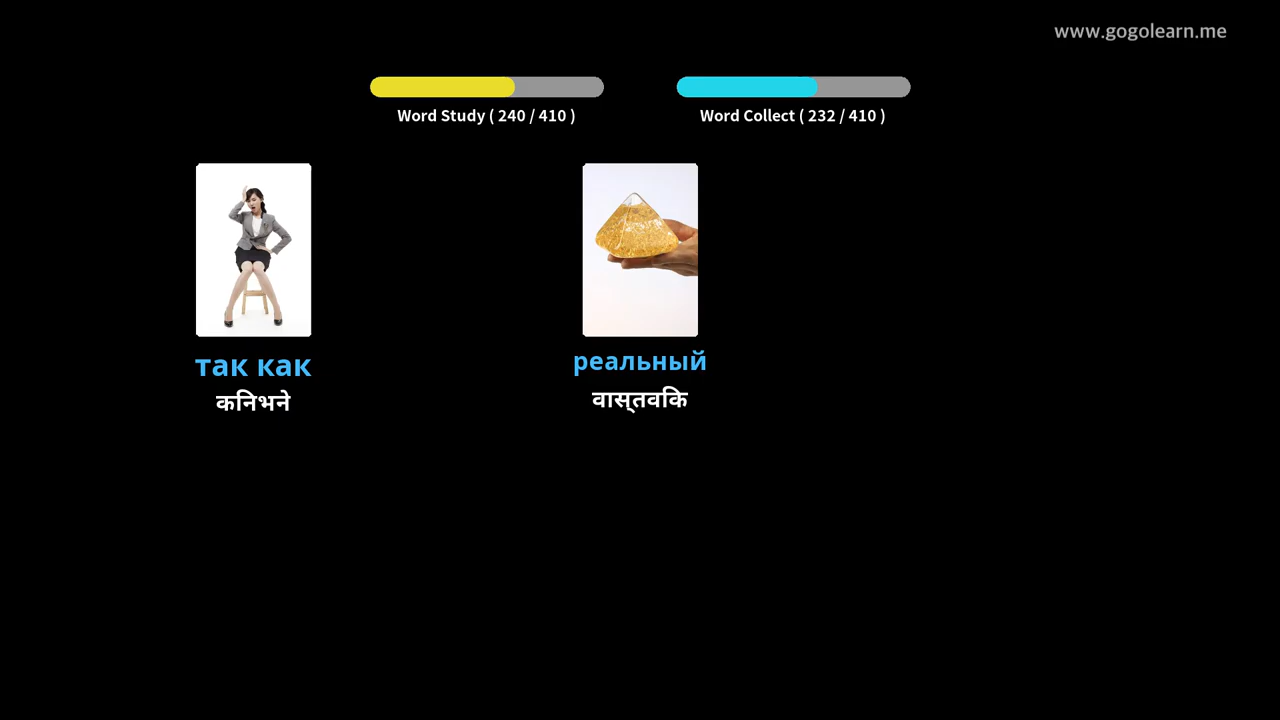 www.gogolearn.me
Word Study ( 240 / 410 )
Word Collect ( 232 / 410 )
так как
कनिभने
реальный
वास्‌तवकि